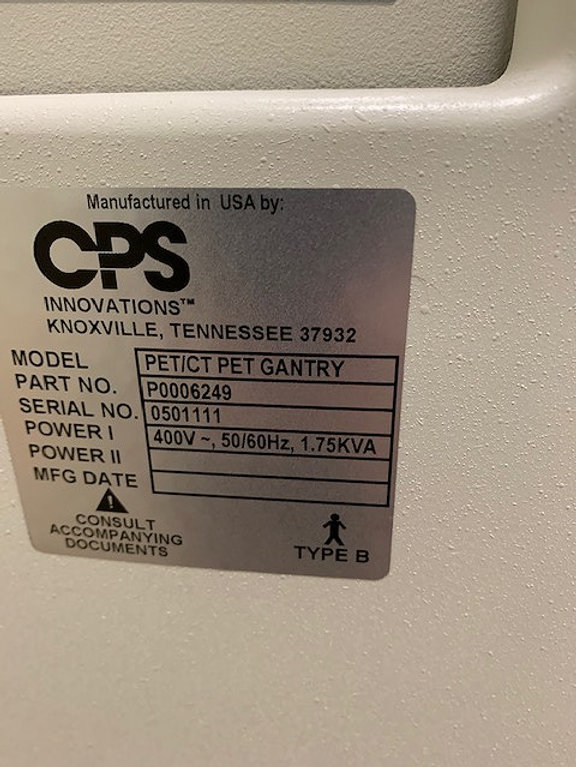 Manufactured in USA by:
CPS
INNOVATIONS™
KNOXVILLE, TENNESSEE 37932
MODEL PET/CT PET GANTRY
PART NO. P0006249
SERIAL NO. 0501111
POWER I 400V ~, 50/60Hz, 1.75KVA
POWER II
MFG DATE
!
CONSULT
ACCOMPANYING
DOCUMENTS
TYPE B